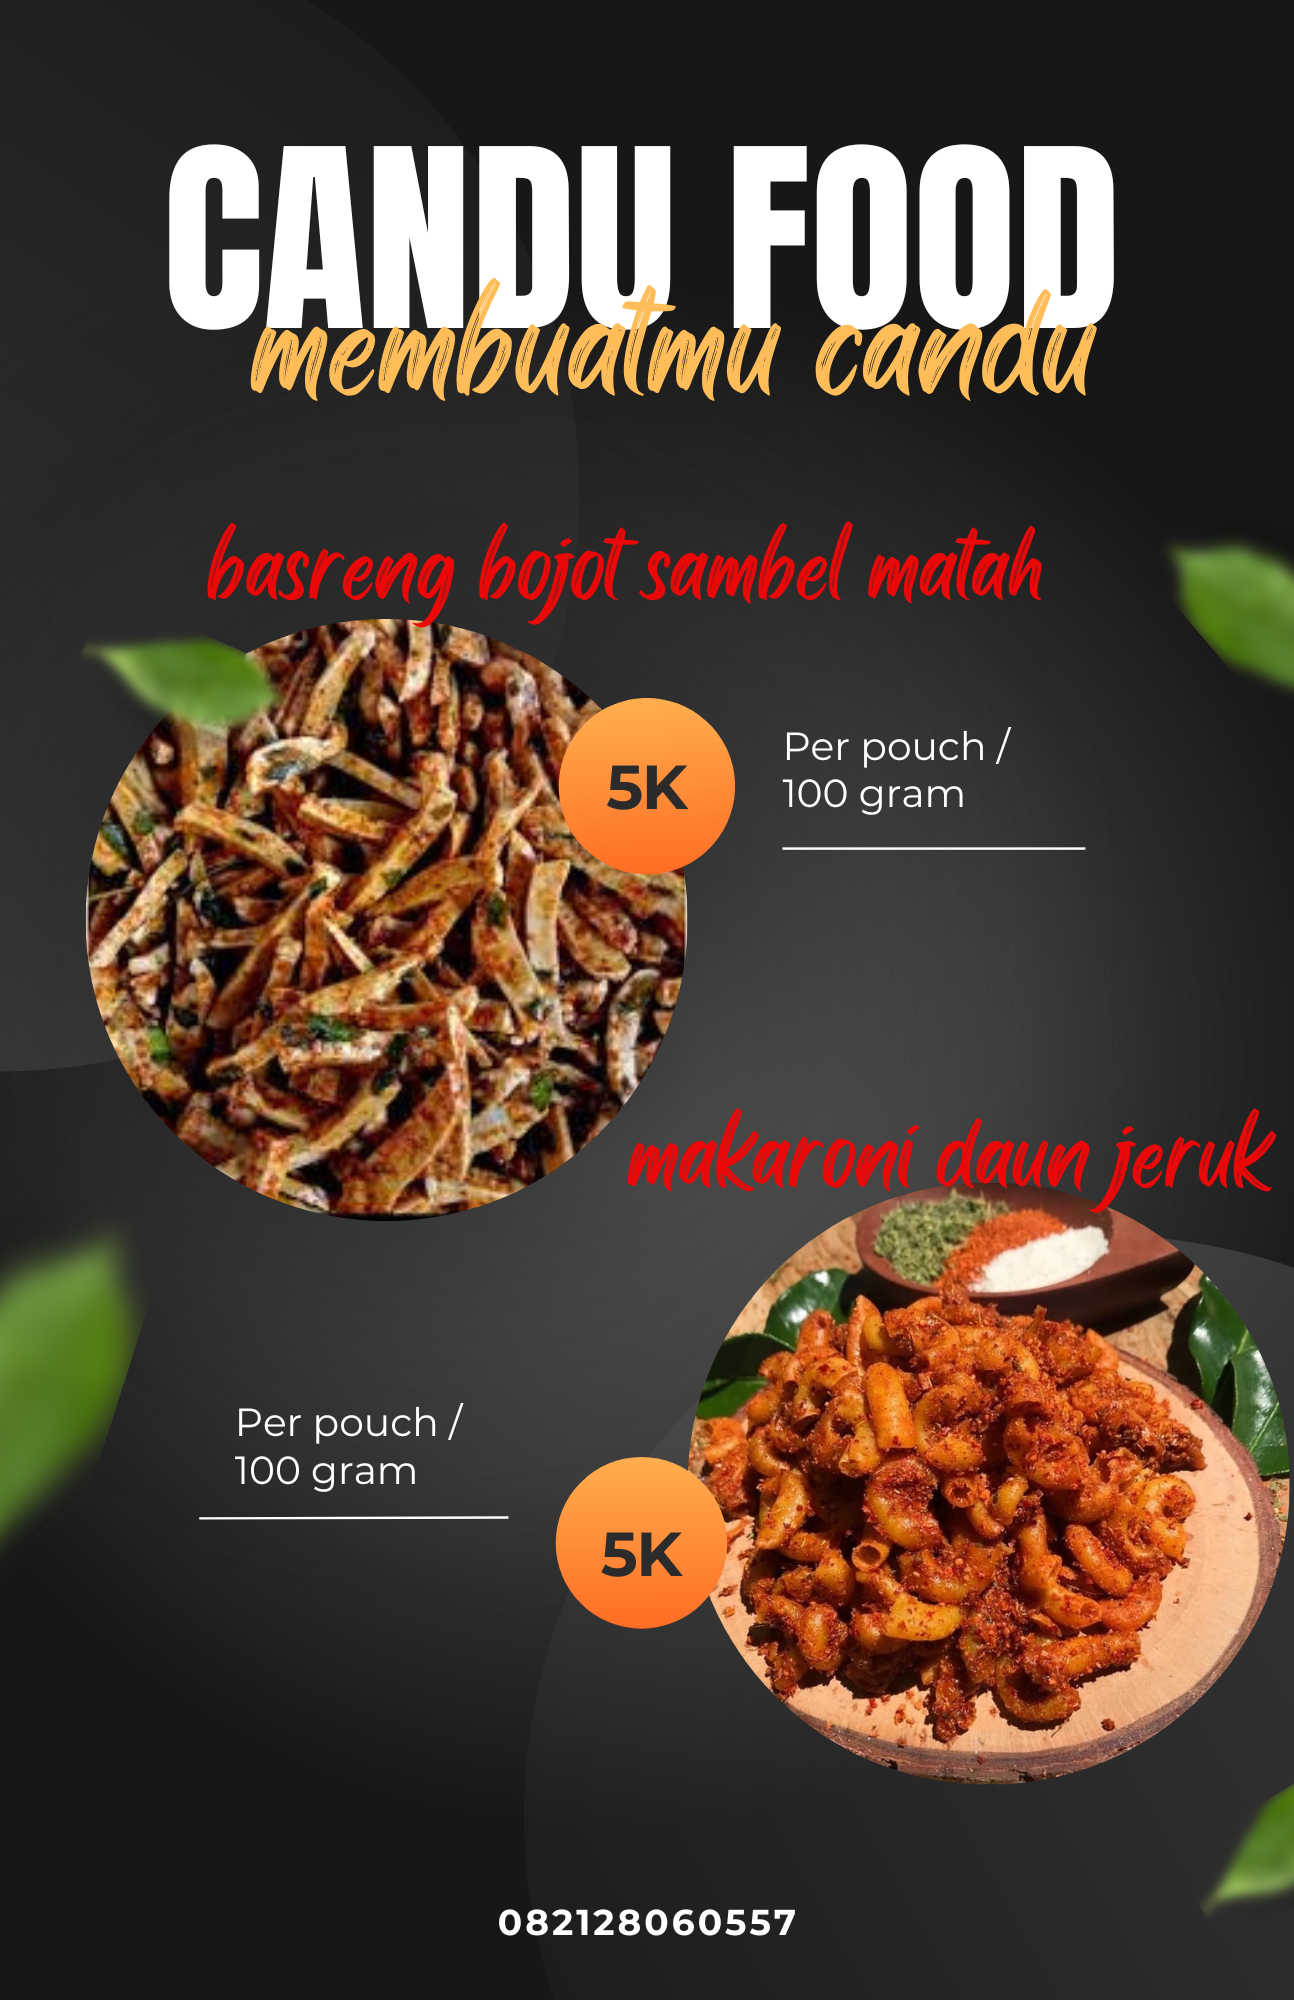 CANDU FOOD
membuatmu candu
basreng bojot sambel matah
5K
Per pouch /
100 gram
makaroni daun jeruk
Per pouch /
100 gram
5K
082128060557